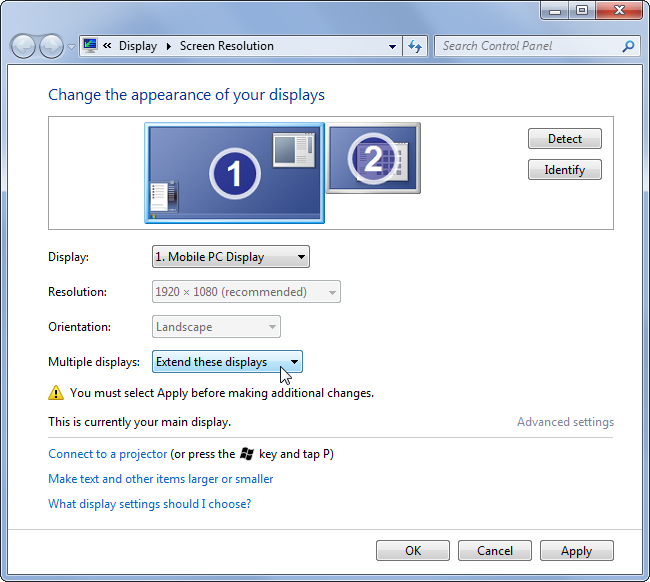 « Display ▸ Screen Resolution
Search Control Panel
Change the appearance of your displays
1
2
Detect
Identify
Display: 1. Mobile PC Display
Resolution: 1920 × 1080 (recommended)
Orientation: Landscape
Multiple displays: Extend these displays
You must select Apply before making additional changes.
This is currently your main display.
Advanced settings
Connect to a projector (or press the key and tap P)
Make text and other items larger or smaller
What display settings should I choose?
OK
Cancel
Apply